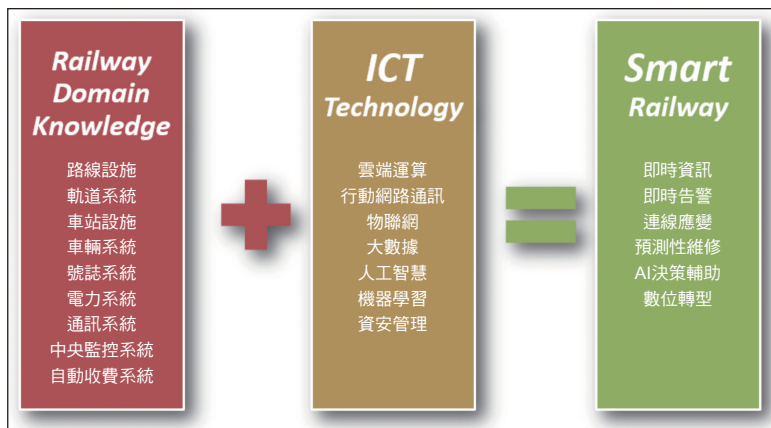 Railway
Domain
Knowledge
路線設施
軌道系統
車站設施
車輛系統
號誌系統
電力系統
通訊系統
中央監控系統
自動收費系統
ICT
Technology
雲端運算
行動網路通訊
物聯網
大數據
人工智慧
機器學習
資安管理
Smart
Railway
即時資訊
即時告警
連線應變
預測性維修
AI決策輔助
數位轉型